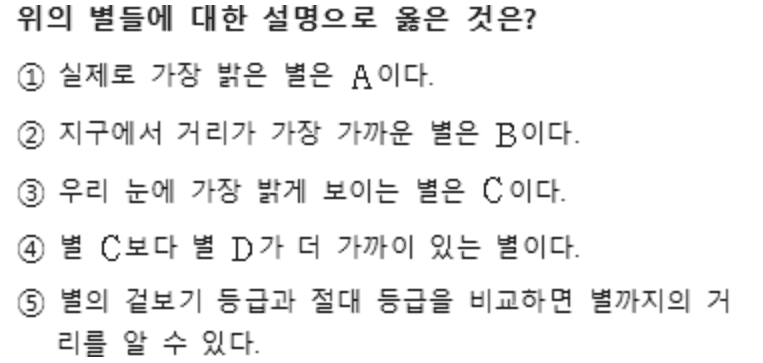 위의 별들에 대한 설명으로 옳은 것은?
① 실제로 가장 밝은 별은 A이다.
② 지구에서 거리가 가장 가까운 별은 B이다.
③ 우리 눈에 가장 밝게 보이는 별은 C이다.
④ 별 C보다 별 D가 더 가까이 있는 별이다.
⑤ 별의 겉보기 등급과 절대 등급을 비교하면 별까지의 거
리를 알 수 있다.